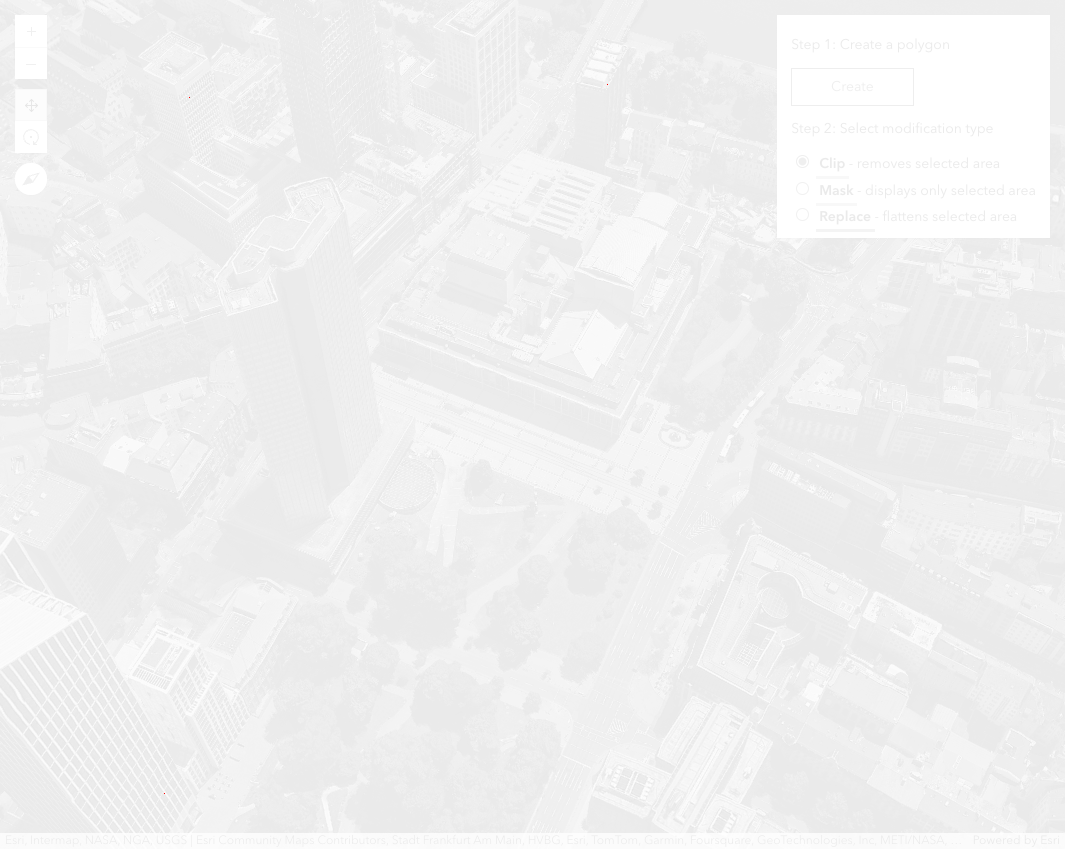 Step 1: Create a polygon
Create
Step 2: Select modification type
Clip - removes selected area
Mask - displays only selected area
Replace - flattens selected area
Esri, Intermap, NASA, NGA, USGS | Esri Community Maps Contributors, Stadt Frankfurt Am Main, HVBG, Esri, TomTom, Garmin, Foursquare, GeoTechnologies, Inc, METI/NASA, Powered by Esri